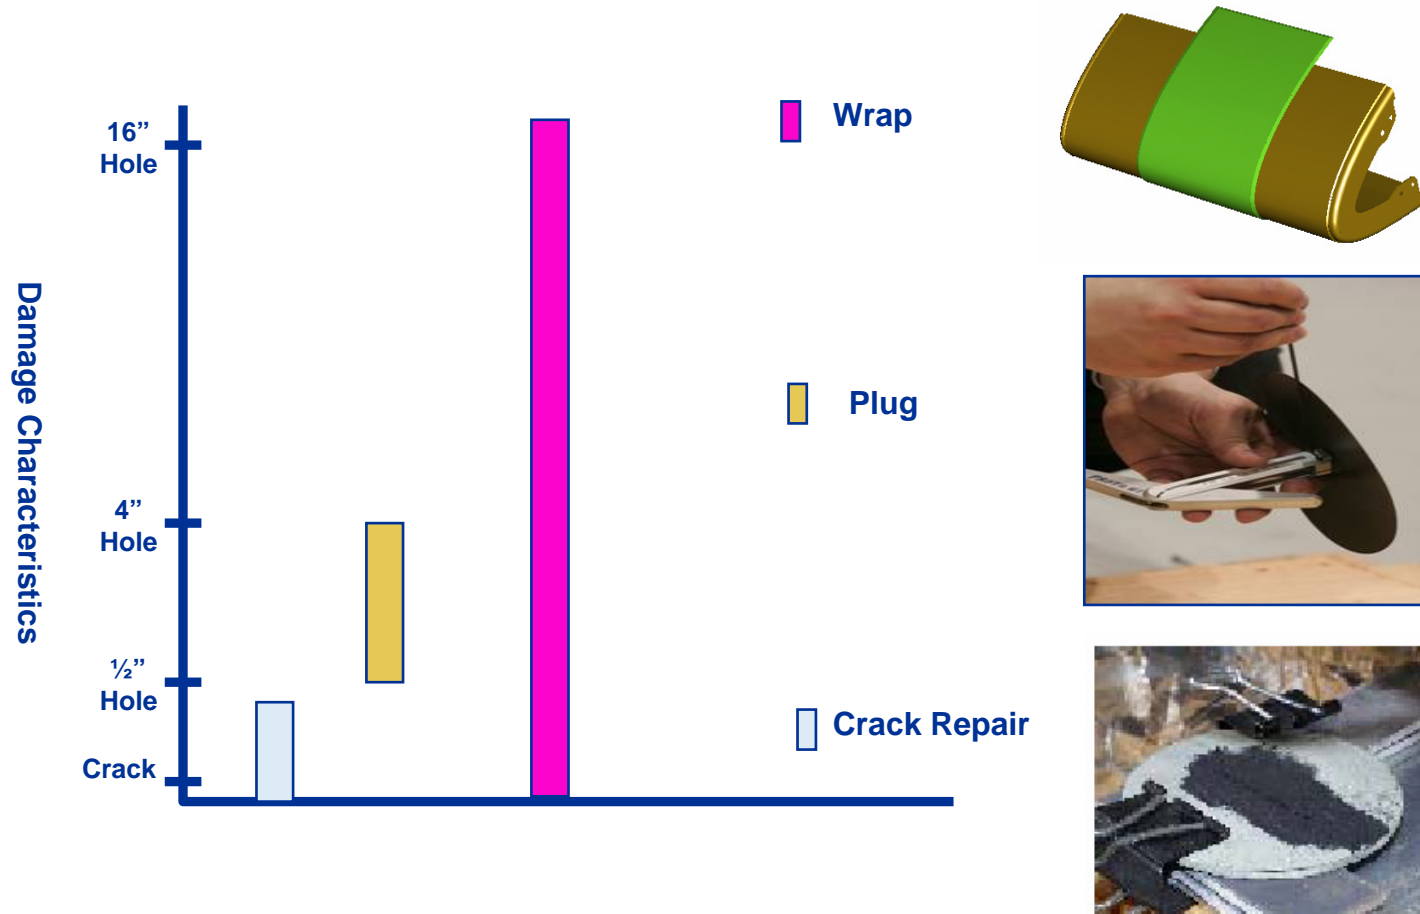 16”
Hole
Wrap
Damage Characteristics
Plug
4”
Hole
½”
Hole
Crack Repair
Crack